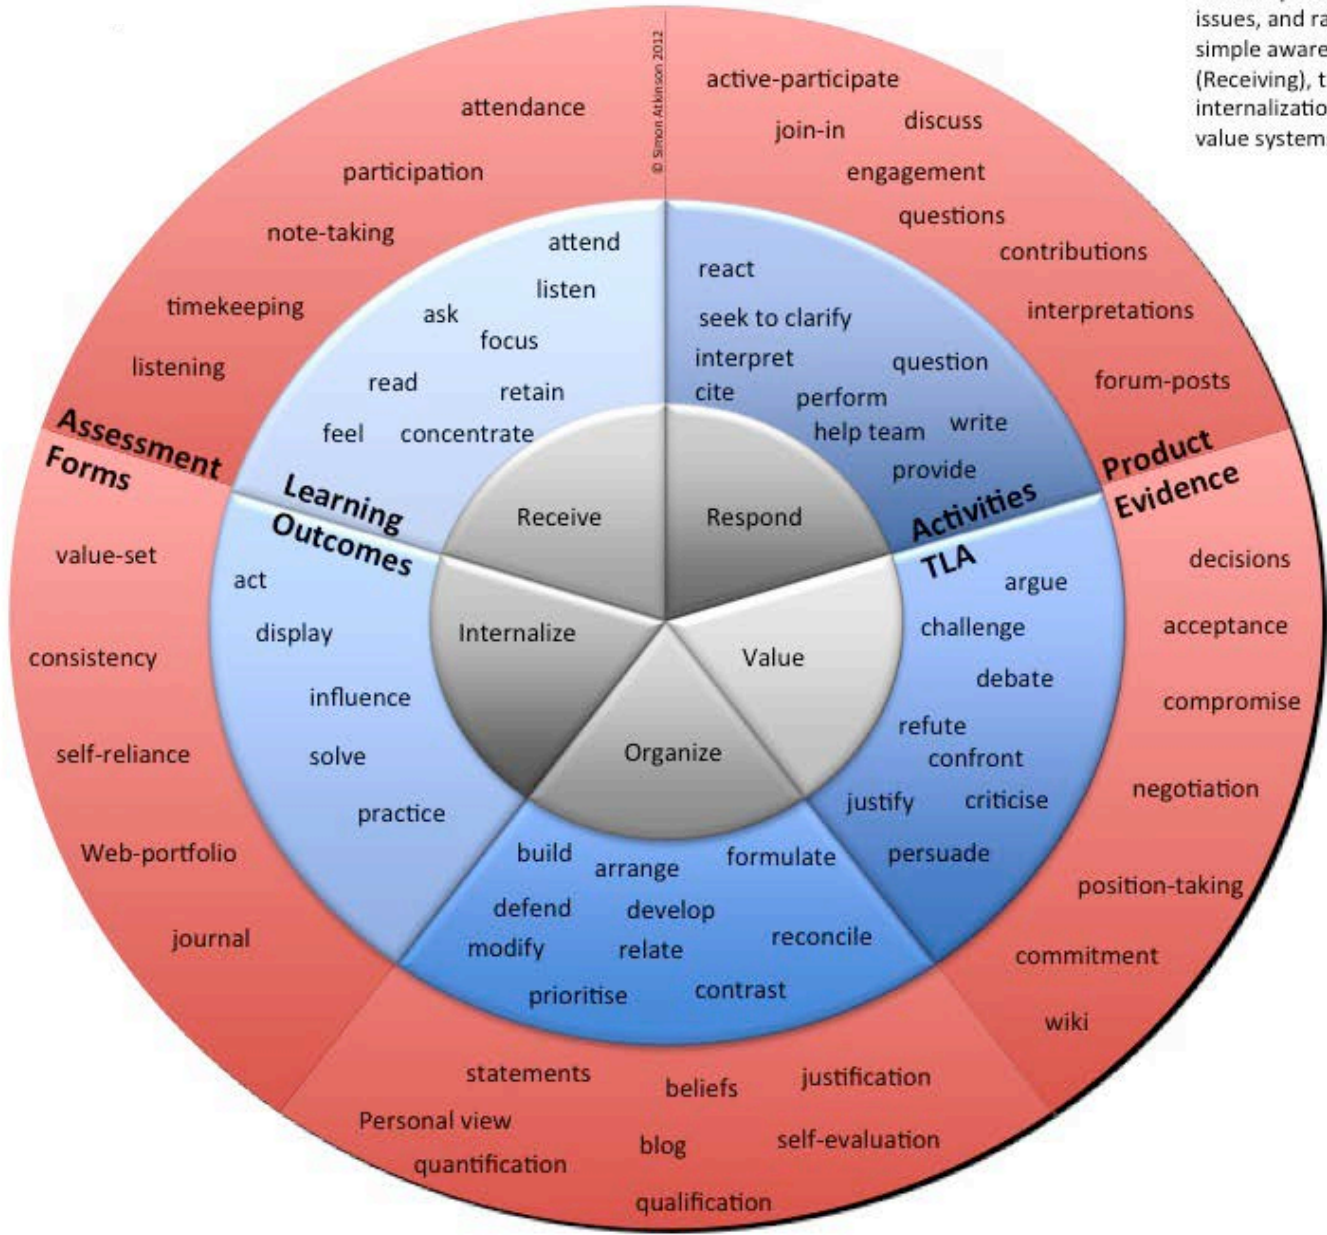 issues, and
simple
(Receiving),
value system
© Simon Atkinson 2012
attendance
participation
note-taking
timekeeping
listening
Assessment
Forms
active-participate
join-in
discuss
engagement
questions
contributions
interpretations
forum-posts
Product
Evidence
attend
listen
ask
focus
read
retain
feel
concentrate
Learning
Outcomes
react
seek to clarify
interpret
question
cite
perform
help team
write
provide
Activities
TLA
Receive
Respond
Internalize
Value
Organize
value-set
consistency
self-reliance
Web-portfolio
journal
act
display
influence
solve
practice
argue
challenge
debate
refute
confront
justify
criticise
persuade
decisions
acceptance
compromise
negotiation
position-taking
commitment
wiki
build
arrange
formulate
defend
develop
modify
relate
reconcile
prioritise
contrast
statements
beliefs
justification
Personal view
blog
self-evaluation
quantification
qualification